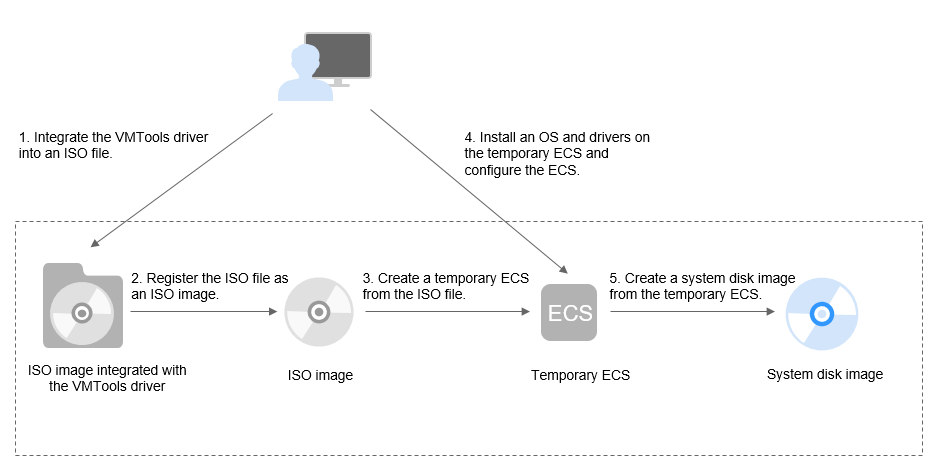 1. Integrate the VMTools driver
into an ISO file.
4. Install an OS and drivers on
the temporary ECS and
configure the ECS.
2. Register the ISO file as
an ISO image.
3. Create a temporary ECS
from the ISO file.
5. Create a system disk image
from the temporary ECS.
ECS
ISO image integrated with
the VMTools driver
ISO image
Temporary ECS
System disk image